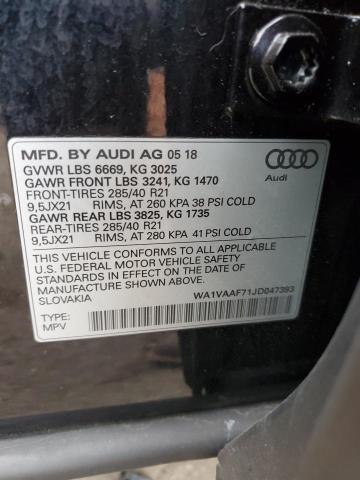 MFD. BY AUDI AG 05 18
GVWR LBS 6669, KG 3025
GAWR FRONT LBS 3241, KG 1470
FRONT-TIRES 285/40 R21
9,5JX21 RIMS, AT 260 KPA 38 PSI COLD
GAWR REAR LBS 3825, KG 1735
REAR-TIRES 285/40 R21
9,5JX21 RIMS, AT 280 KPA 41 PSI COLD
Audi
THIS VEHICLE CONFORMS TO ALL APPLICABLE
U.S. FEDERAL MOTOR VEHICLE SAFETY
STANDARDS IN EFFECT ON THE DATE OF
MANUFACTURE SHOWN ABOVE.
SLOVAKIA
WA1VAAF71JD047393
TYPE:
MPV